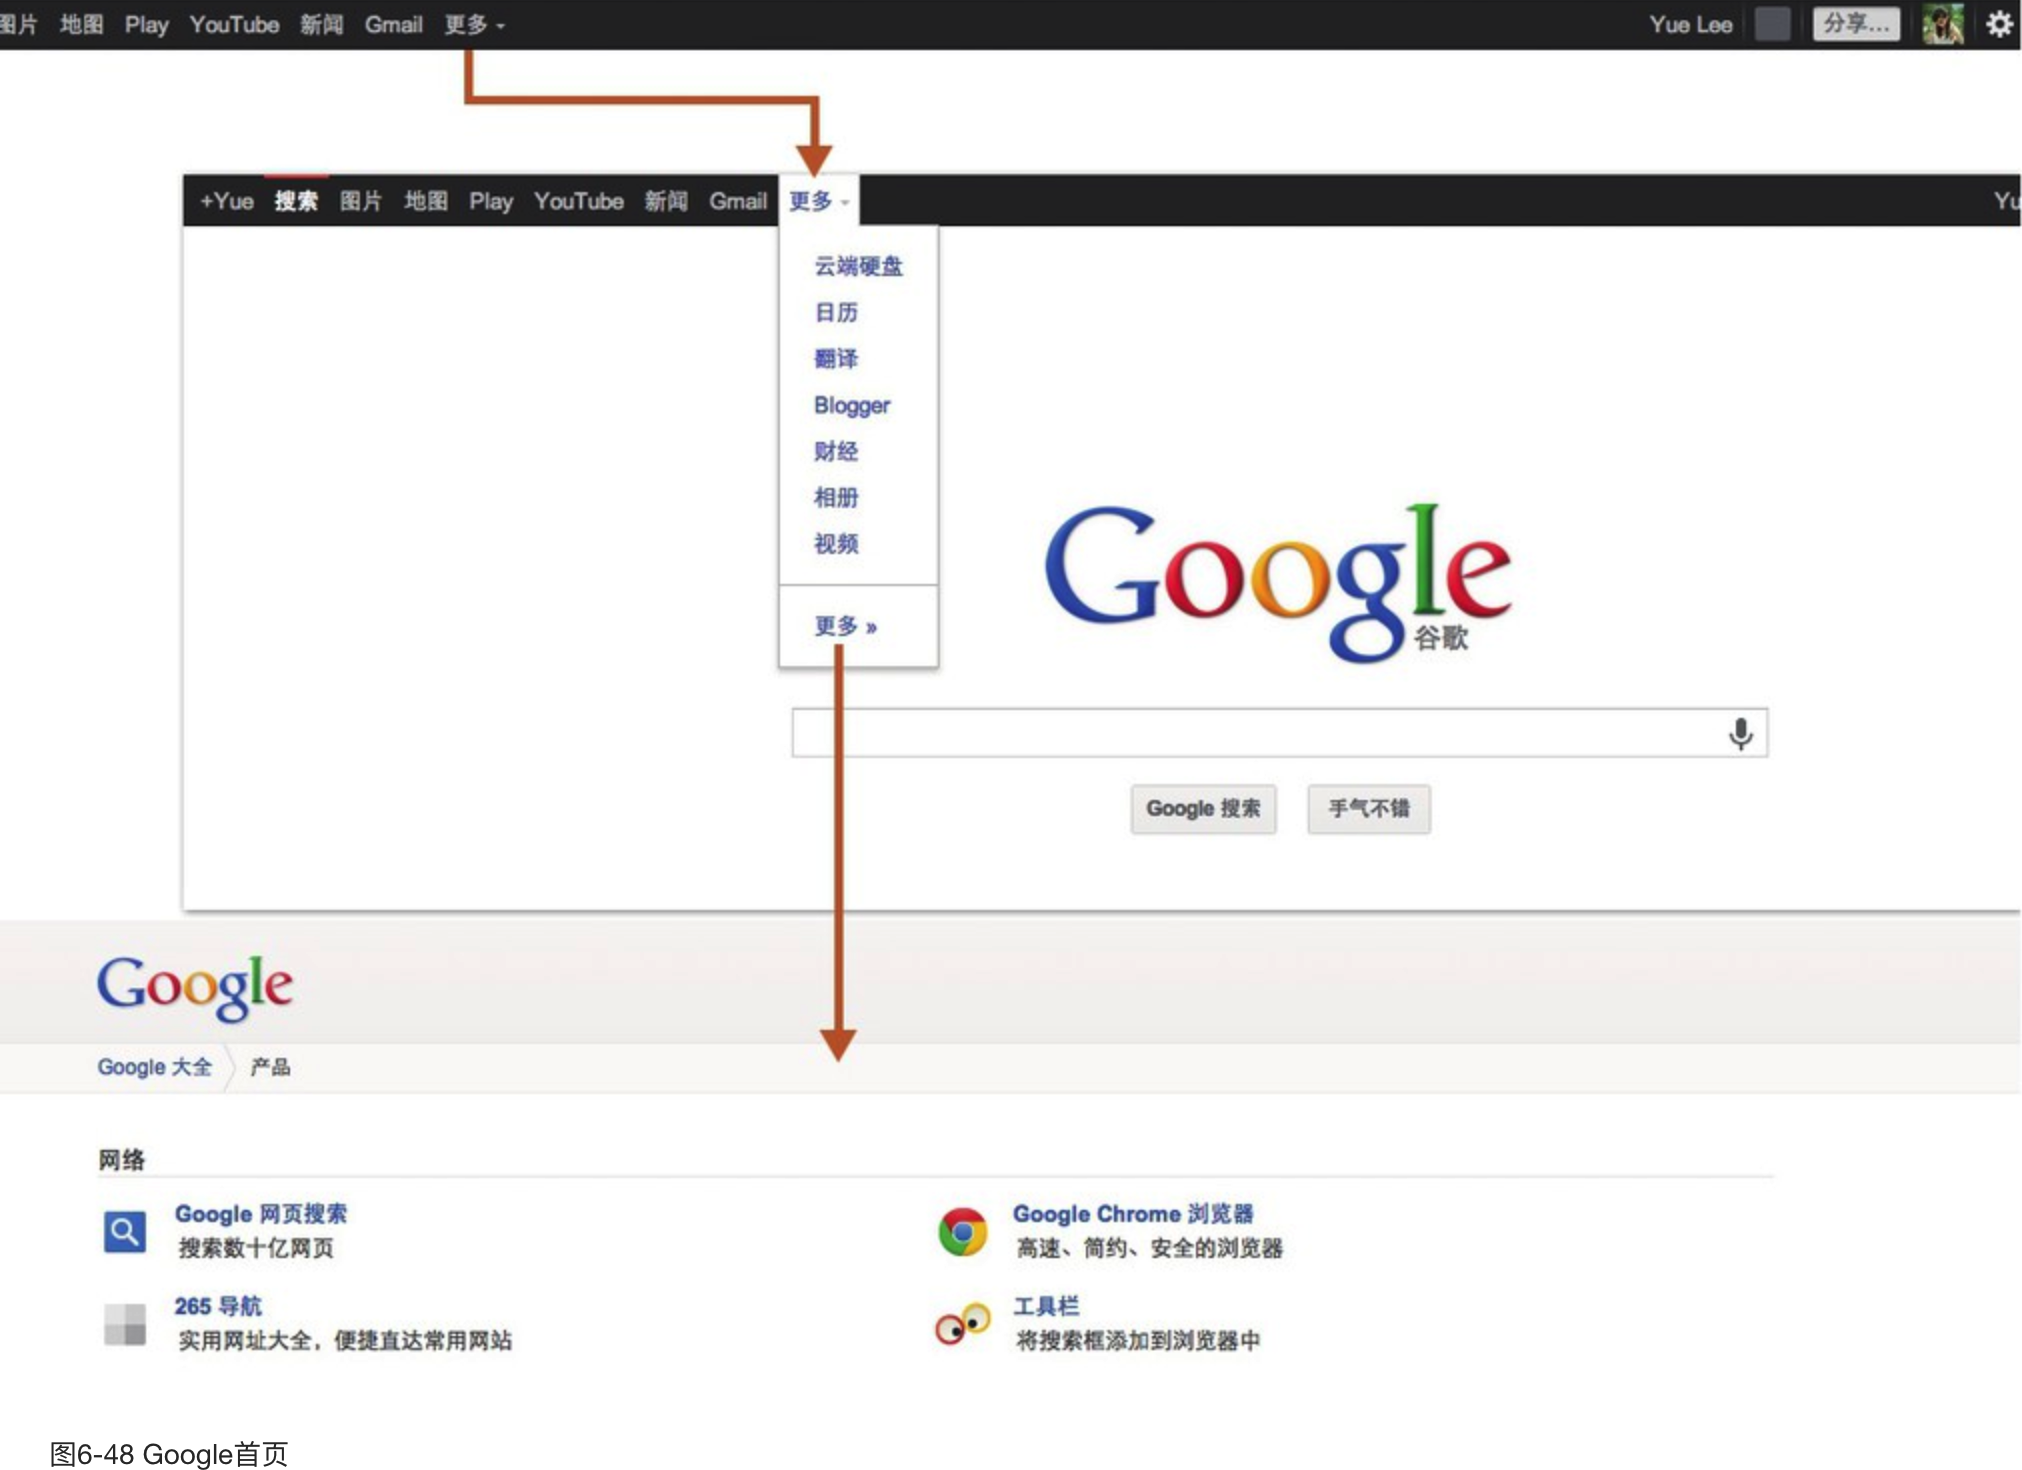 图片 地图 Play YouTube 新闻 Gmail 更多 Yue Lee 分享...
+Yue 搜索 图片 地图 Play YouTube 新闻 Gmail 更多 Yu
云端硬盘
日历
翻译
Blogger
财经
相册
视频
更多 »
Google
谷歌
Google 搜索 手气不错
Google
Google 大全 产品
网络
Google 网页搜索
搜索数十亿网页
Google Chrome 浏览器
高速、简约、安全的浏览器
265 导航
实用网址大全，便捷直达常用网站
工具栏
将搜索框添加到浏览器中
图6-48 Google首页